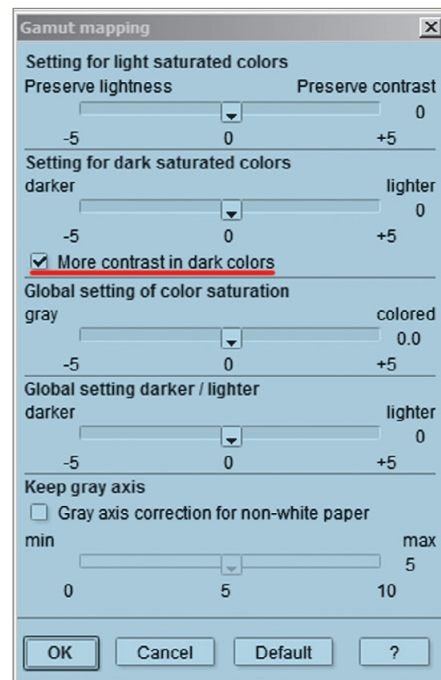 Gamut mapping
Setting for light saturated colors
Preserve lightness Preserve contrast
0
-5 0 +5
Setting for dark saturated colors
darker lighter
0
-5 0 +5
More contrast in dark colors
Global setting of color saturation
gray colored
0.0
-5 0 +5
Global setting darker / lighter
darker lighter
0
-5 0 +5
Keep gray axis
Gray axis correction for non-white paper
min max
5
0 5 10
OK Cancel Default ?